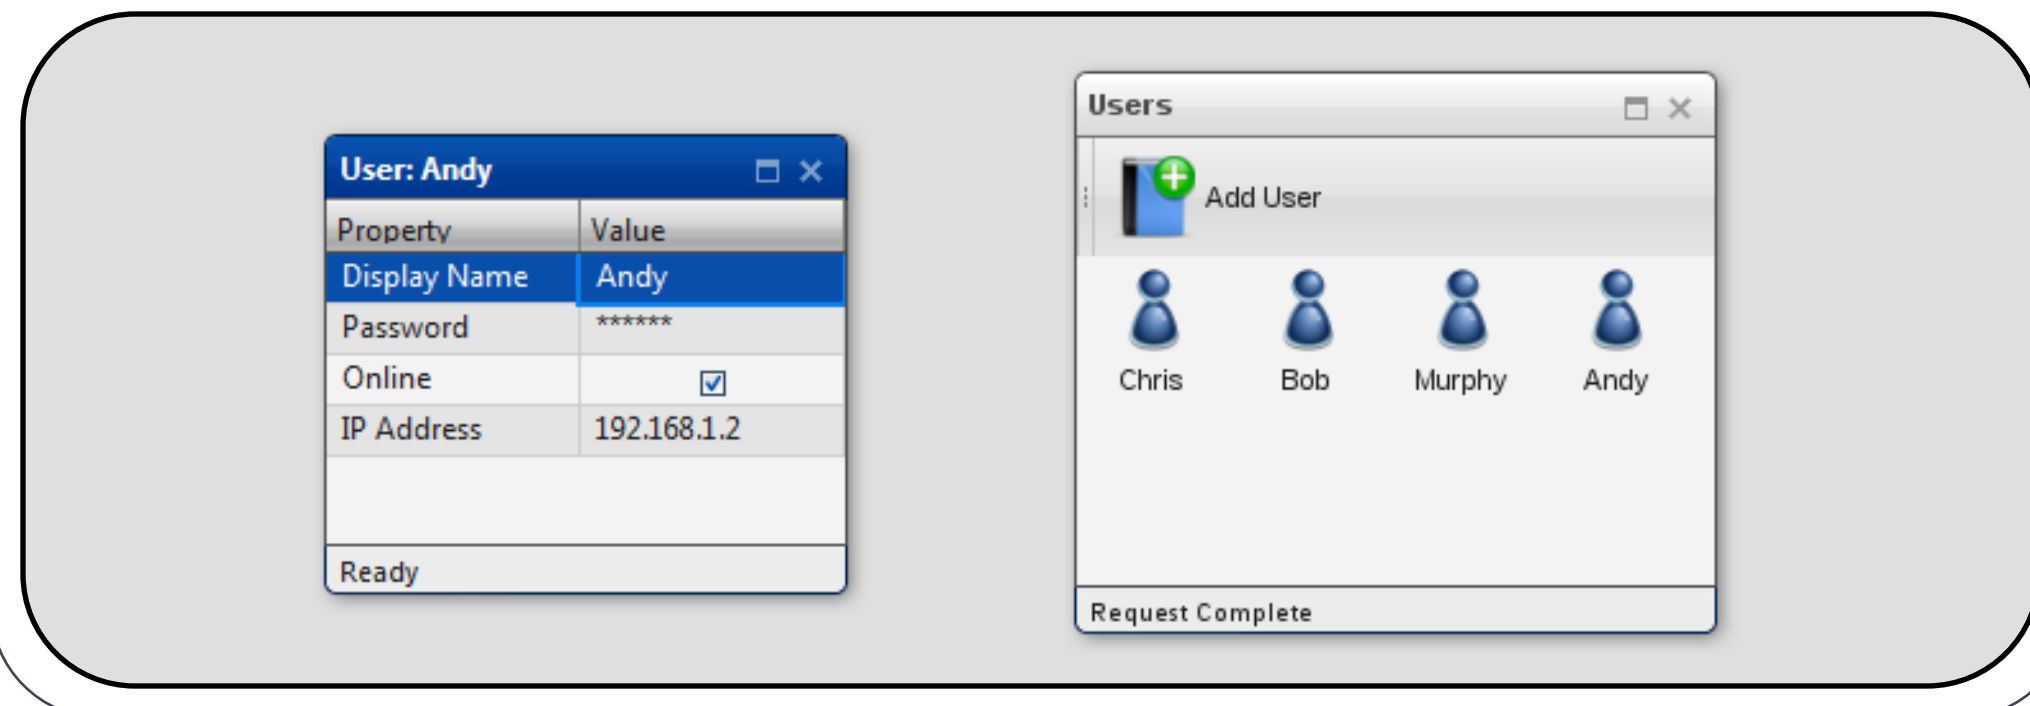 User: Andy
Property Value
Display Name Andy
Password ******
Online
IP Address 192.168.1.2
Ready
Users
Add User
Chris Bob Murphy Andy
Request Complete